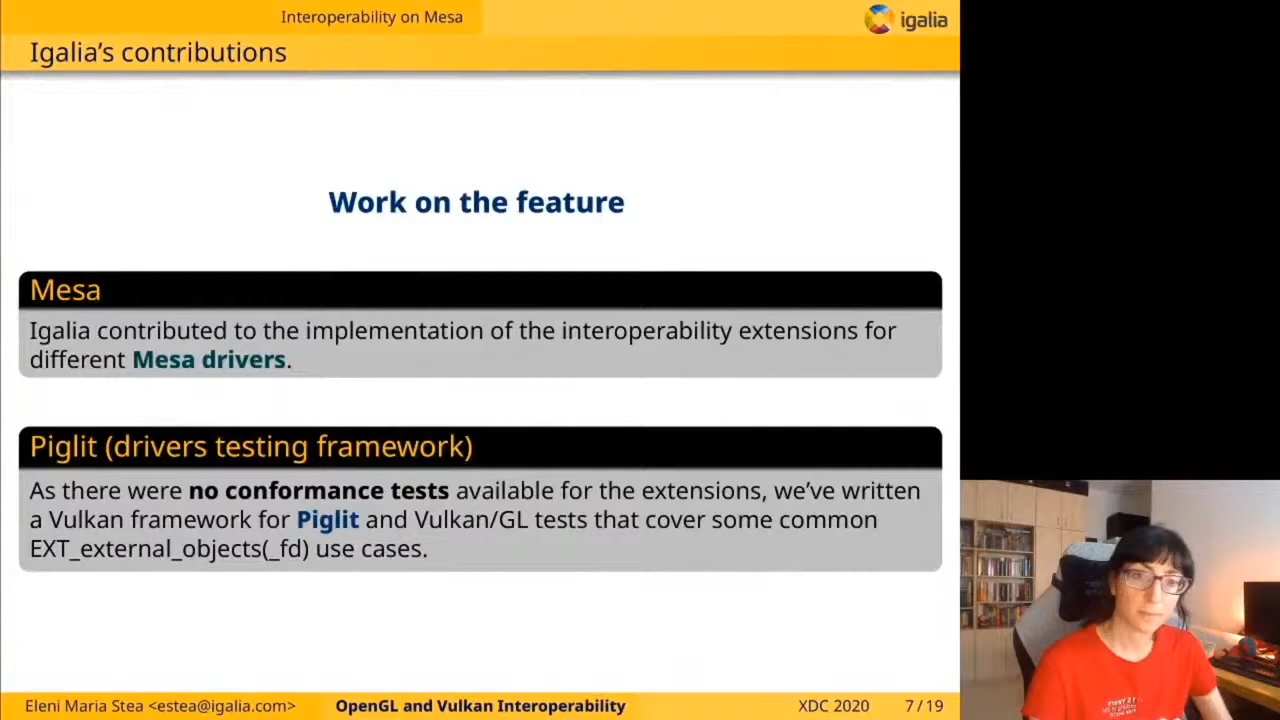 Interoperability on Mesa
igalia
Igalia's contributions
Work on the feature
Mesa
Igalia contributed to the implementation of the interoperability extensions for
different Mesa drivers.
Piglit (drivers testing framework)
As there were no conformance tests available for the extensions, we've written
a Vulkan framework for Piglit and Vulkan/GL tests that cover some common
EXT_external_objects(_fd) use cases.
Eleni Maria Stea <estea@igalia.com>
OpenGL and Vulkan Interoperability
XDC 2020
7 / 19